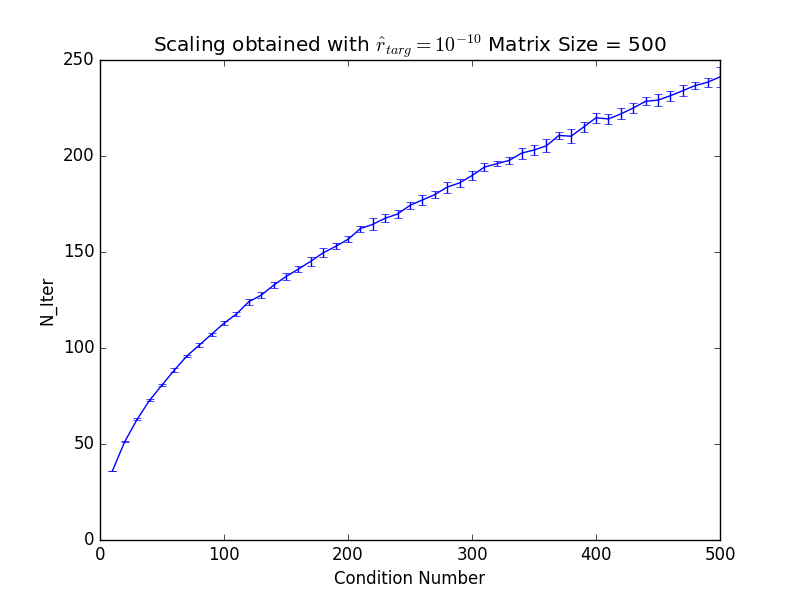 Scaling obtained with $\hat{r}_{targ} = 10^{-10}$ Matrix Size = 500
250
200
150
100
50
0
N_Iter
0 100 200 300 400 500
Condition Number